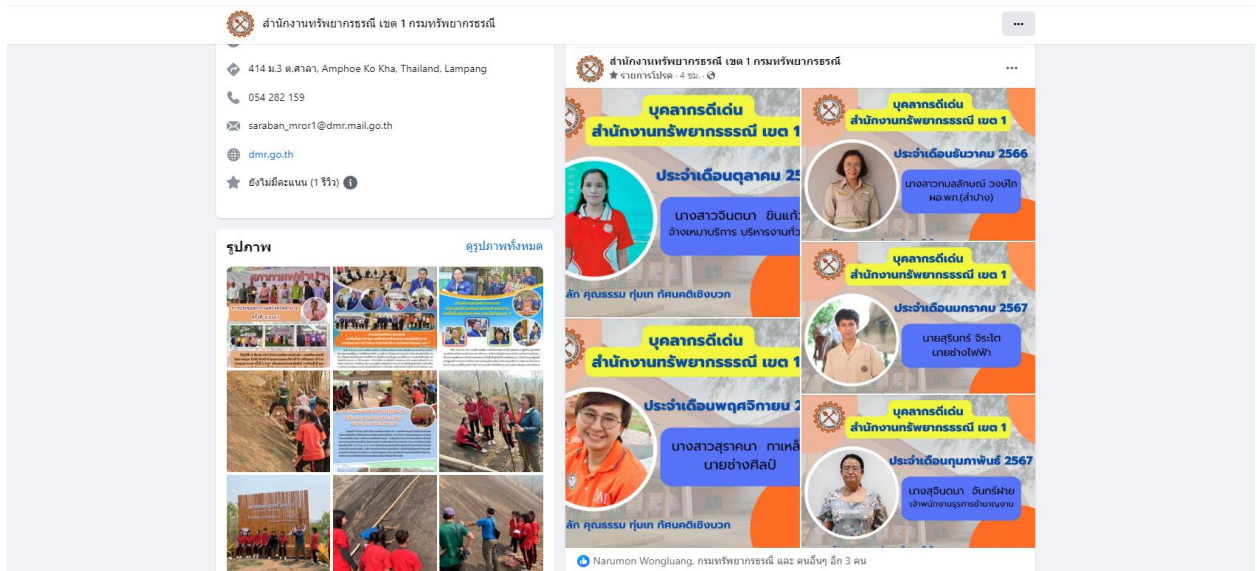 สำนักงานทรัพยากรธรณี เขต 1 กรมทรัพยากรธรณี
414 ม.3 ต.ศาลา, Amphoe Ko Kha, Thailand, Lampang
054 282 159
saraban_mror1@dmr.mail.go.th
dmr.go.th
ยังไม่มีคะแนน (1 รีวิว)
รูปภาพ
ดูรูปภาพทั้งหมด
สำนักงานทรัพยากรธรณี เขต 1 กรมทรัพยากรธรณี
รายการโปรด · 4 ชม. ·
บุคลากรดีเด่น
สำนักงานทรัพยากรธรณี เขต 1
ประจำเดือนตุลาคม 25
นางสาวจินตนา ขันแก้ว
จ้างเหมาบริการ บริหารงานทั่ว
ลัก คุณธรรม ทุ่มเท ทัศนคติเชิงบวก
บุคลากรดีเด่น
สำนักงานทรัพยากรธรณี เขต 1
ประจำเดือนพฤศจิกายน 2
นางสาวสุราคนา ทาเหล็
นายช่างศิลป์
ลัก คุณธรรม ทุ่มเท ทัศนคติเชิงบวก
บุคลากรดีเด่น
สำนักงานทรัพยากรธรณี เขต 1
ประจำเดือนธันวาคม 2566
นางสาวกมลลักษณ์ วงษ์โก
ผอ.พภ.(ลำปาง)
บุคลากรดีเด่น
สำนักงานทรัพยากรธรณี เขต 1
ประจำเดือนมกราคม 2567
นายสุรินทร์ จิระโต
นายช่างไฟฟ้า
บุคลากรดีเด่น
สำนักงานทรัพยากรธรณี เขต 1
ประจำเดือนกุมภาพันธ์ 2567
นางสุจินตนา จันทร์ฝาย
เจ้าพนักงานธุรการชำนาญงาน
Narumon Wongluang, กรมทรัพยากรธรณี และ คนอื่นๆ อีก 3 คน